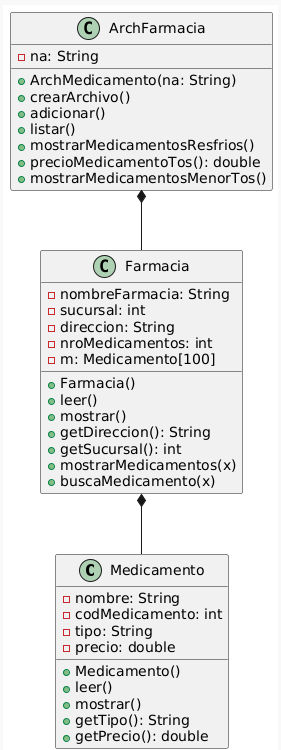 C ArchFarmacia
na: String
ArchMedicamento(na: String)
crearArchivo()
adicionar()
listar()
mostrarMedicamentosResfrios()
precioMedicamentoTos(): double
mostrarMedicamentosMenorTos()
C Farmacia
nombreFarmacia: String
sucursal: int
direccion: String
nroMedicamentos: int
m: Medicamento[100]
Farmacia()
leer()
mostrar()
getDireccion(): String
getSucursal(): int
mostrarMedicamentos(x)
buscaMedicamento(x)
C Medicamento
nombre: String
codMedicamento: int
tipo: String
precio: double
Medicamento()
leer()
mostrar()
getTipo(): String
getPrecio(): double